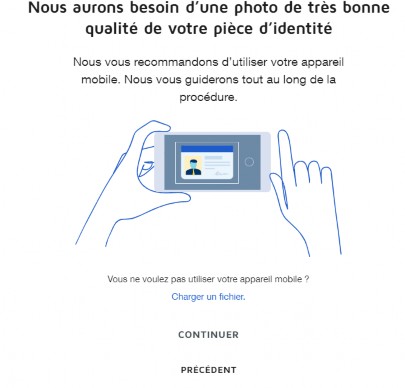 Nous aurons besoin d'une photo de très bonne
qualité de votre pièce d'identité
Nous vous recommandons d'utiliser votre appareil
mobile. Nous vous guiderons tout au long de la
procédure.
Vous ne voulez pas utiliser votre appareil mobile ?
Charger un fichier.
CONTINUER
PRÉCÉDENT